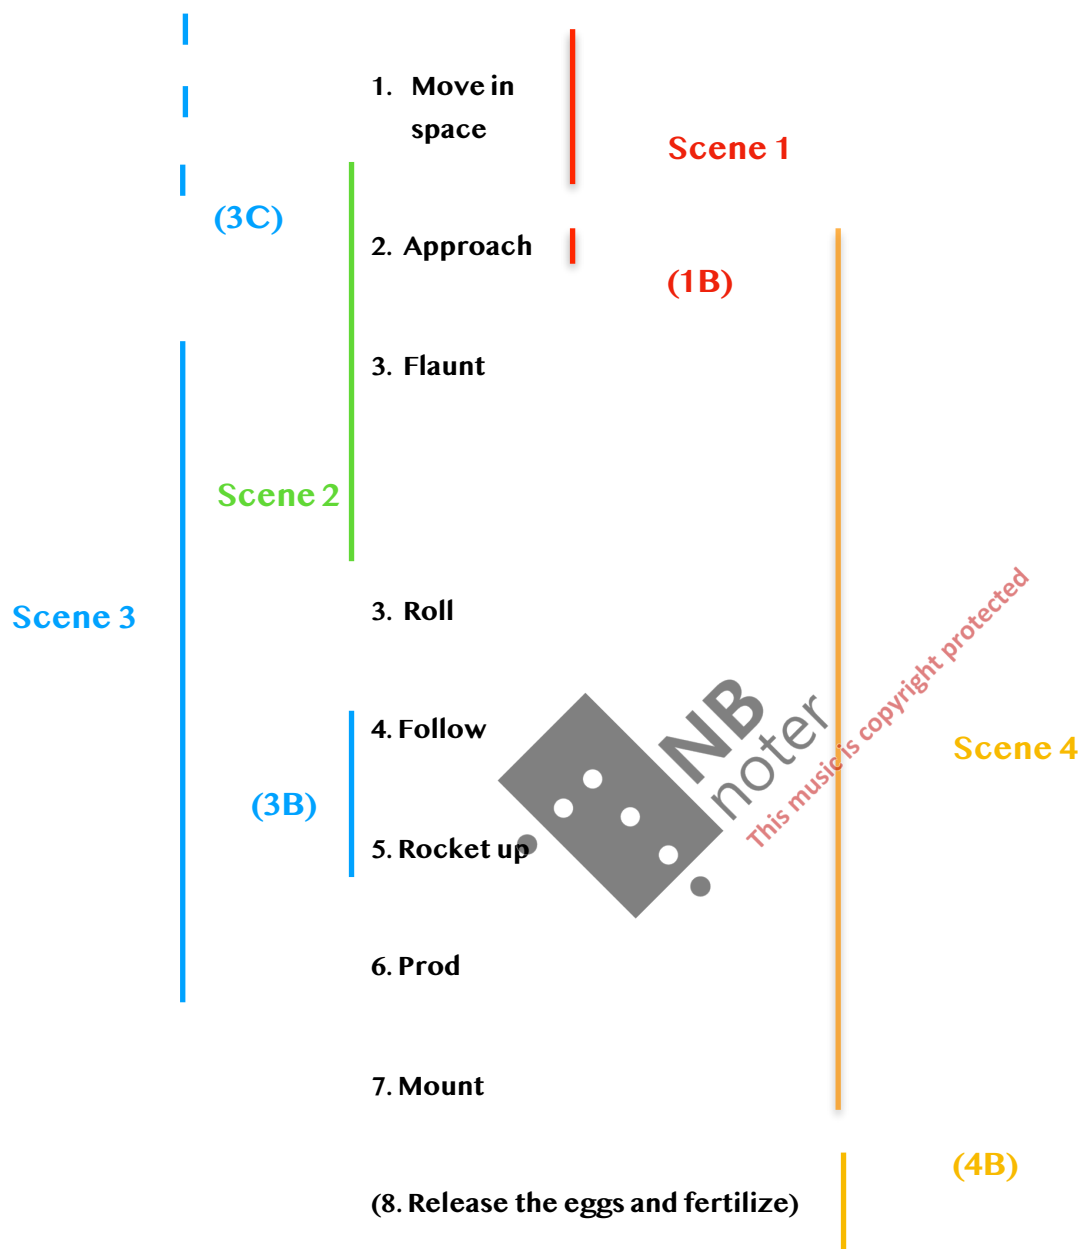 1. Move in
space
Scene 1
(3C)
2. Approach
(1B)
3. Flaunt
Scene 2
3. Roll
Scene 3
4. Follow
Scene 4
(3B)
5. Rocket up
6. Prod
7. Mount
(4B)
(8. Release the eggs and fertilize)
NB
noter
This music is copyright protected